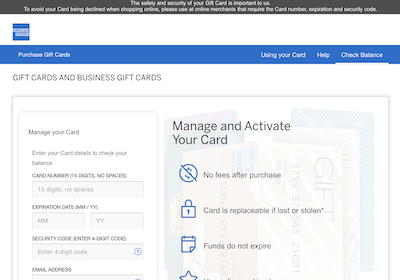 The safety and security of your Gift Card is important to us.
To avoid your Card being declined when shopping online, please use at online merchants that require the Card number, expiration and security code.
Purchase Gift Cards
Using your Card
Help
Check Balance
GIFT CARDS AND BUSINESS GIFT CARDS
Manage your Card
Enter your Card details to check your
balance
CARD NUMBER (15 DIGITS, NO SPACES)
15 digits, no spaces
EXPIRATION DATE (MM / YY)
MM
YY
SECURITY CODE (ENTER 4-DIGIT CODE)
Enter 4-digit code
EMAIL ADDRESS
Manage and Activate
Your Card
No fees after purchase
Card is replaceable if lost or stolen*
Funds do not expire